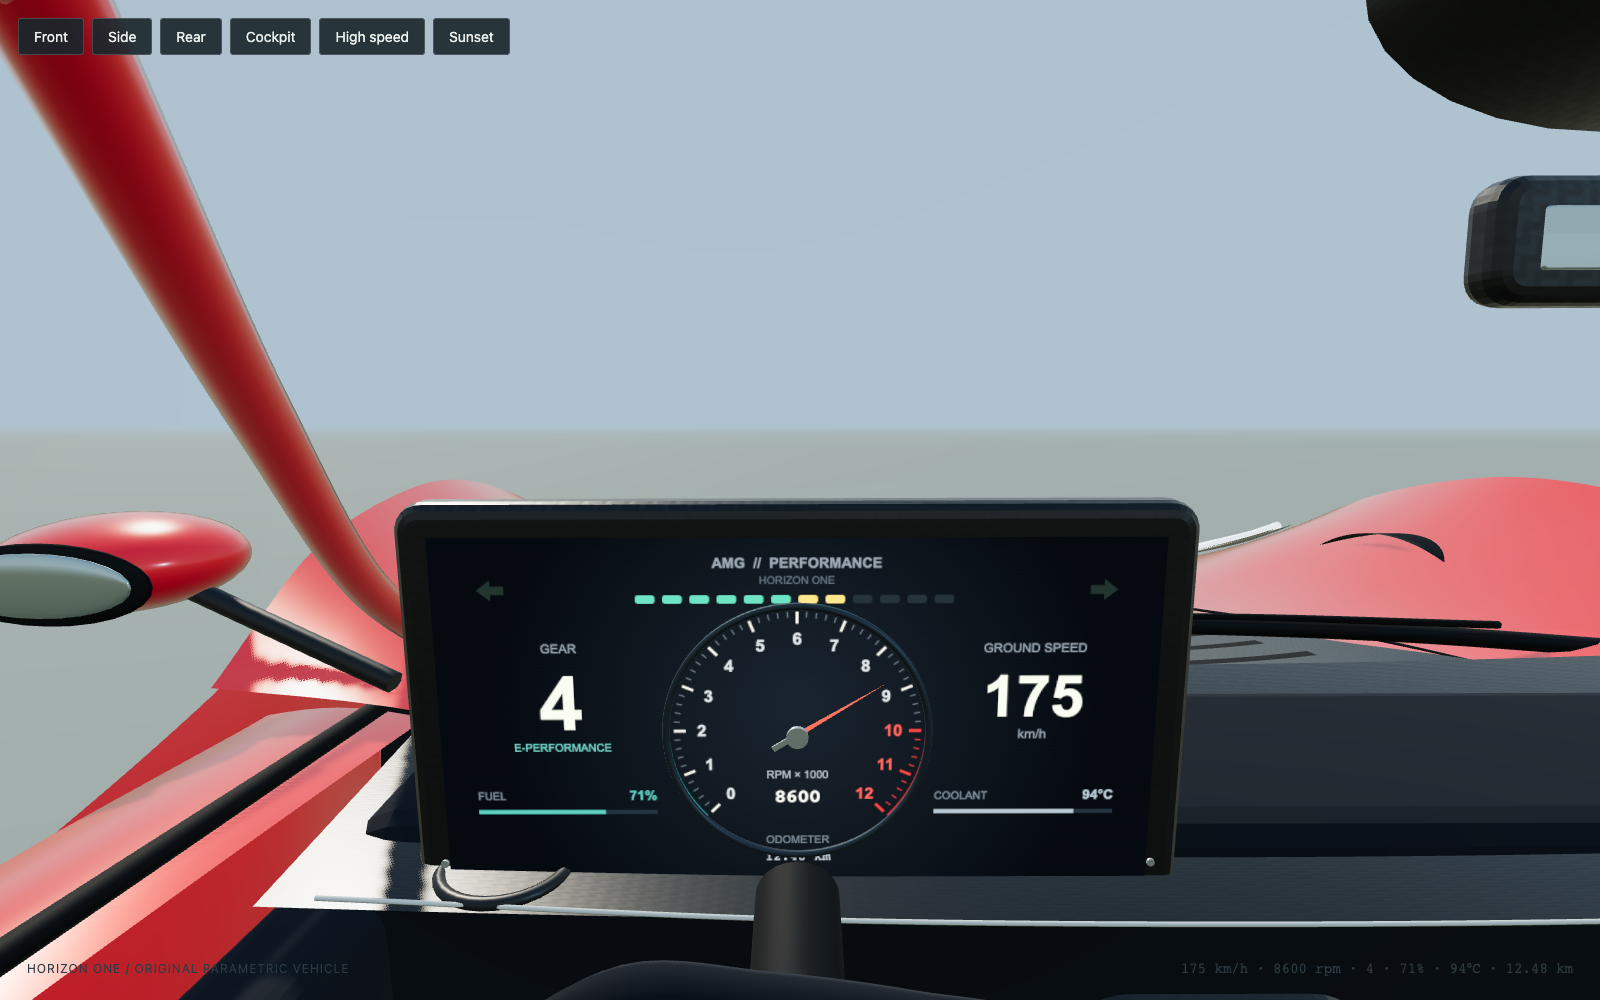 Front
Side
Rear
Cockpit
High speed
Sunset
AMG // PERFORMANCE
HORIZON ONE
GEAR
4
E-PERFORMANCE
FUEL
71%
0
1
2
3
4
5
6
7
8
9
10
11
12
RPM × 1000
8600
ODOMETER
GROUND SPEED
175
km/h
COOLANT
94°C
HORIZON ONE / ORIGINAL PARAMETRIC VEHICLE
175 km/h · 8600 rpm · 4 · 71% · 94°C · 12.48 km